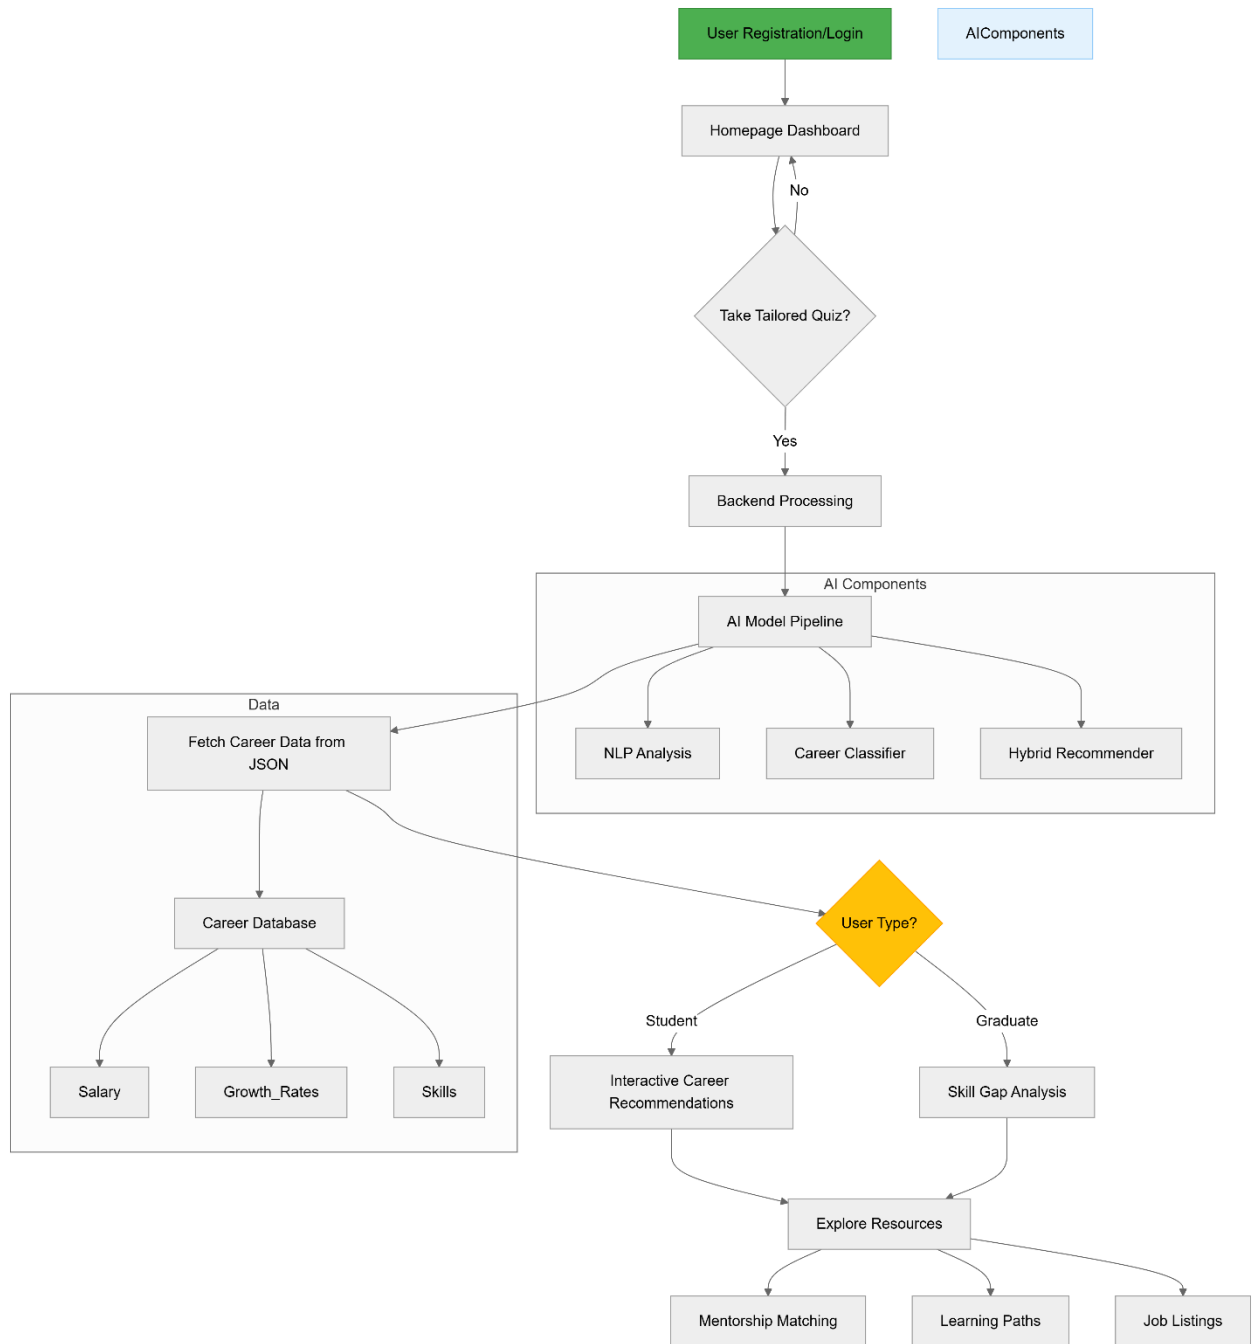 User Registration/Login
AIComponents
Homepage Dashboard
No
Take Tailored Quiz?
Yes
Backend Processing
AI Components
AI Model Pipeline
NLP Analysis
Career Classifier
Hybrid Recommender
Data
Fetch Career Data from
JSON
Career Database
Salary
Growth_Rates
Skills
User Type?
Student
Graduate
Interactive Career
Recommendations
Skill Gap Analysis
Explore Resources
Mentorship Matching
Learning Paths
Job Listings